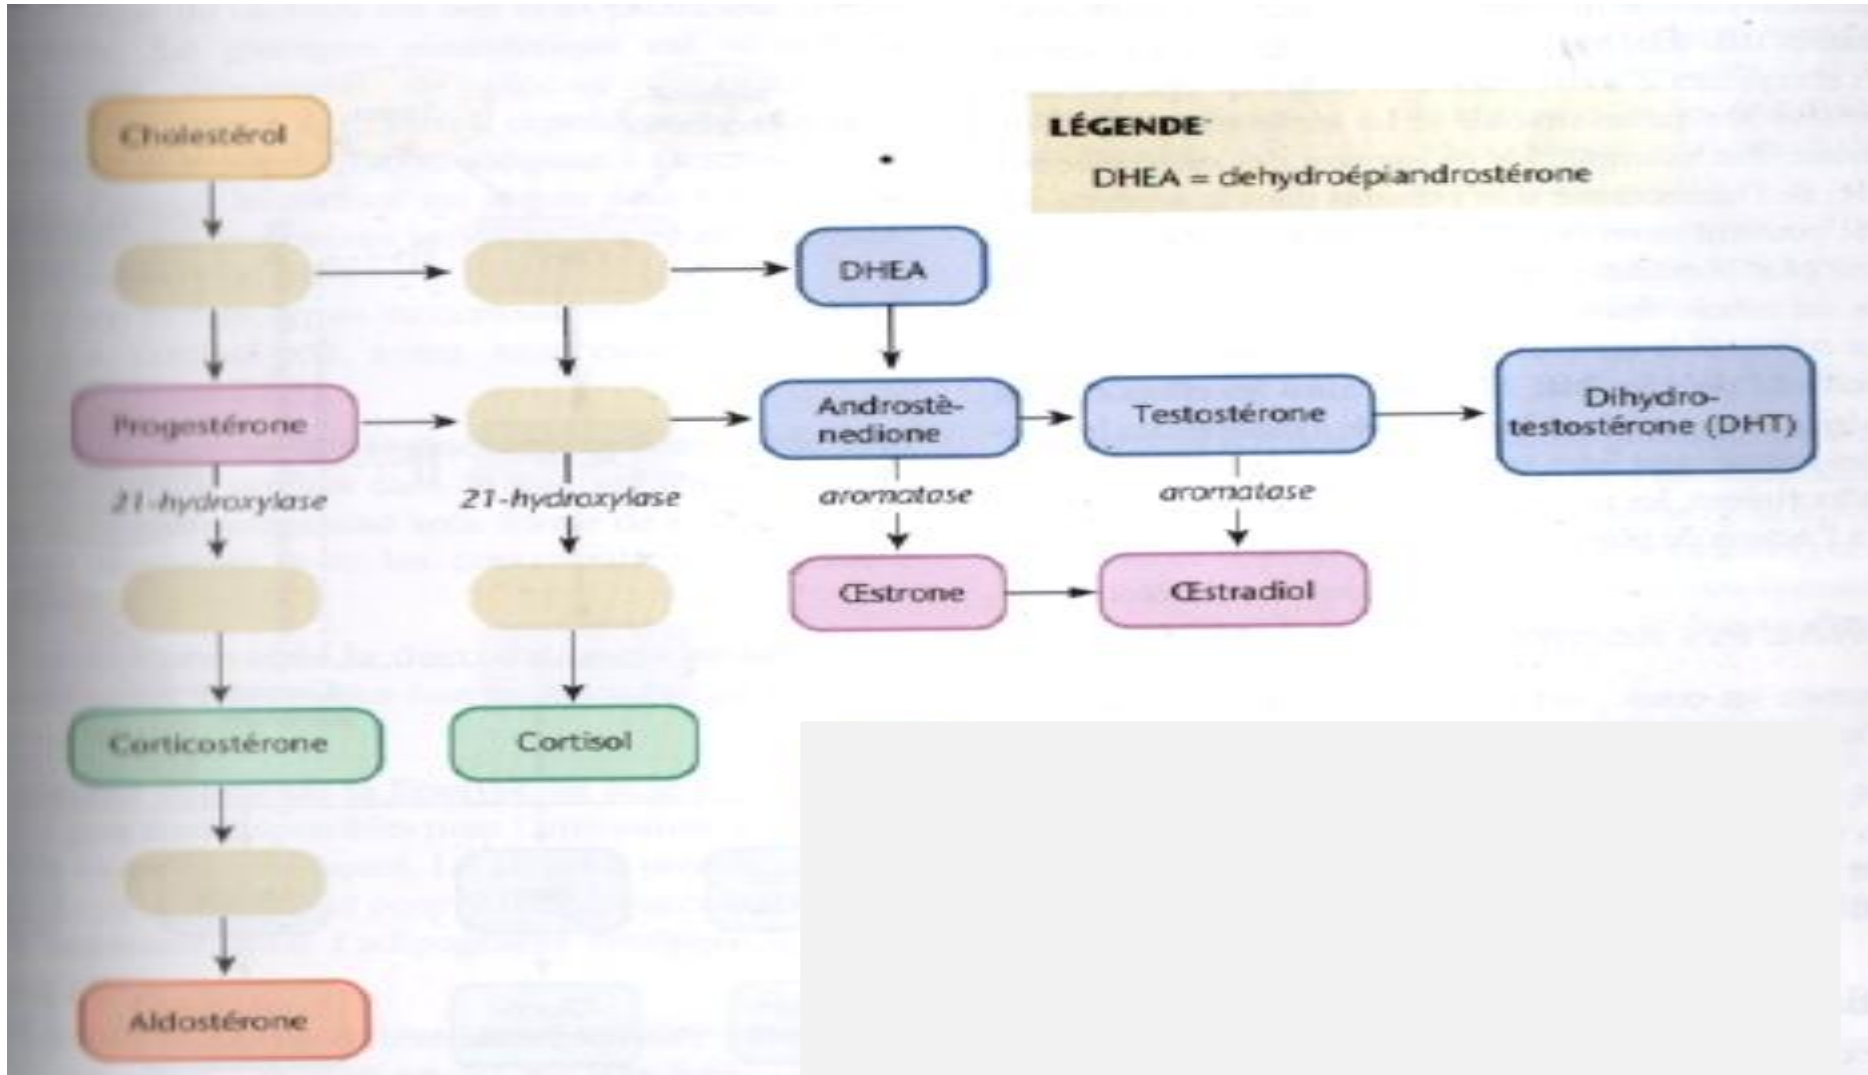 Cholestérol
LÉGENDE
DHEA = dehydroépiandrostérone
DHEA
Progestérone
Androstè-
nedione
Testostérone
Dihydro-
testostérone (DHT)
21-hydroxylase
21-hydroxylase
aromatase
aromatase
Œstrone
Œstradiol
Corticostérone
Cortisol
Aldostérone